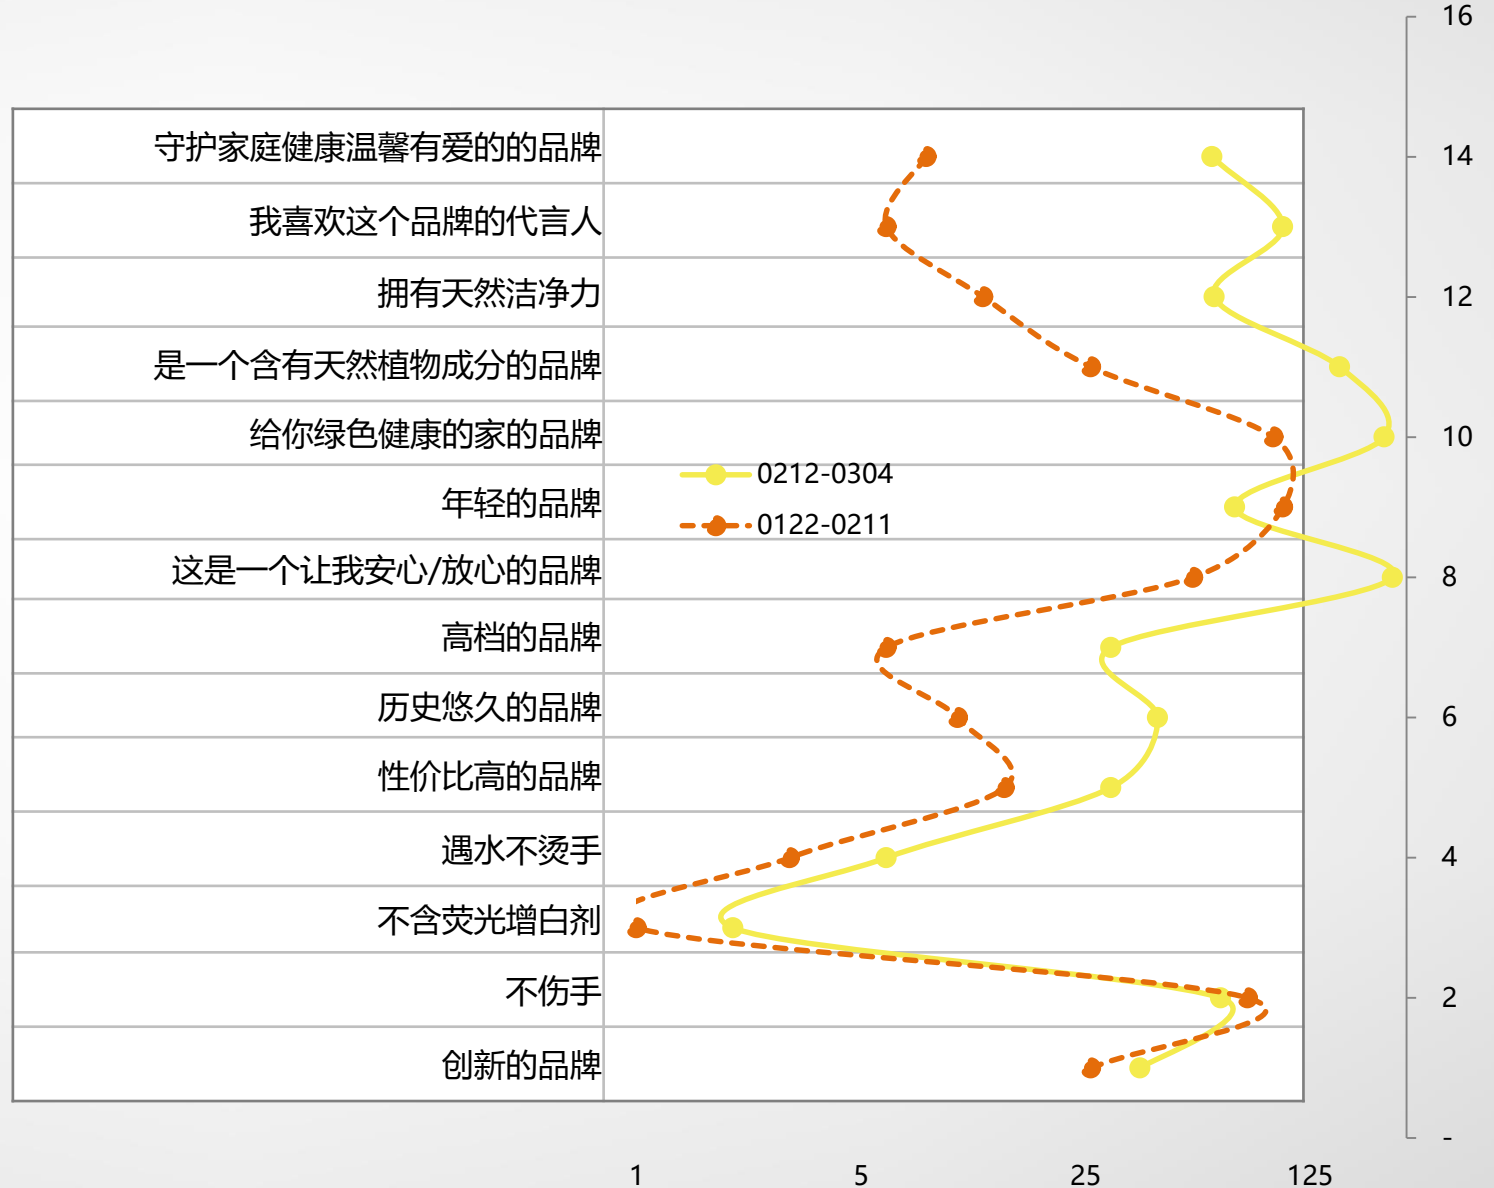 16
守护家庭健康温馨有爱的的品牌
14
我喜欢这个品牌的代言人
拥有天然洁净力
12
是一个含有天然植物成分的品牌
给你绿色健康的家的品牌
10
0212-0304
年轻的品牌
0122-0211
这是一个让我安心/放心的品牌
8
高档的品牌
历史悠久的品牌
6
性价比高的品牌
遇水不烫手
4
不含荧光增白剂
不伤手
2
创新的品牌
-
1 5 25 125